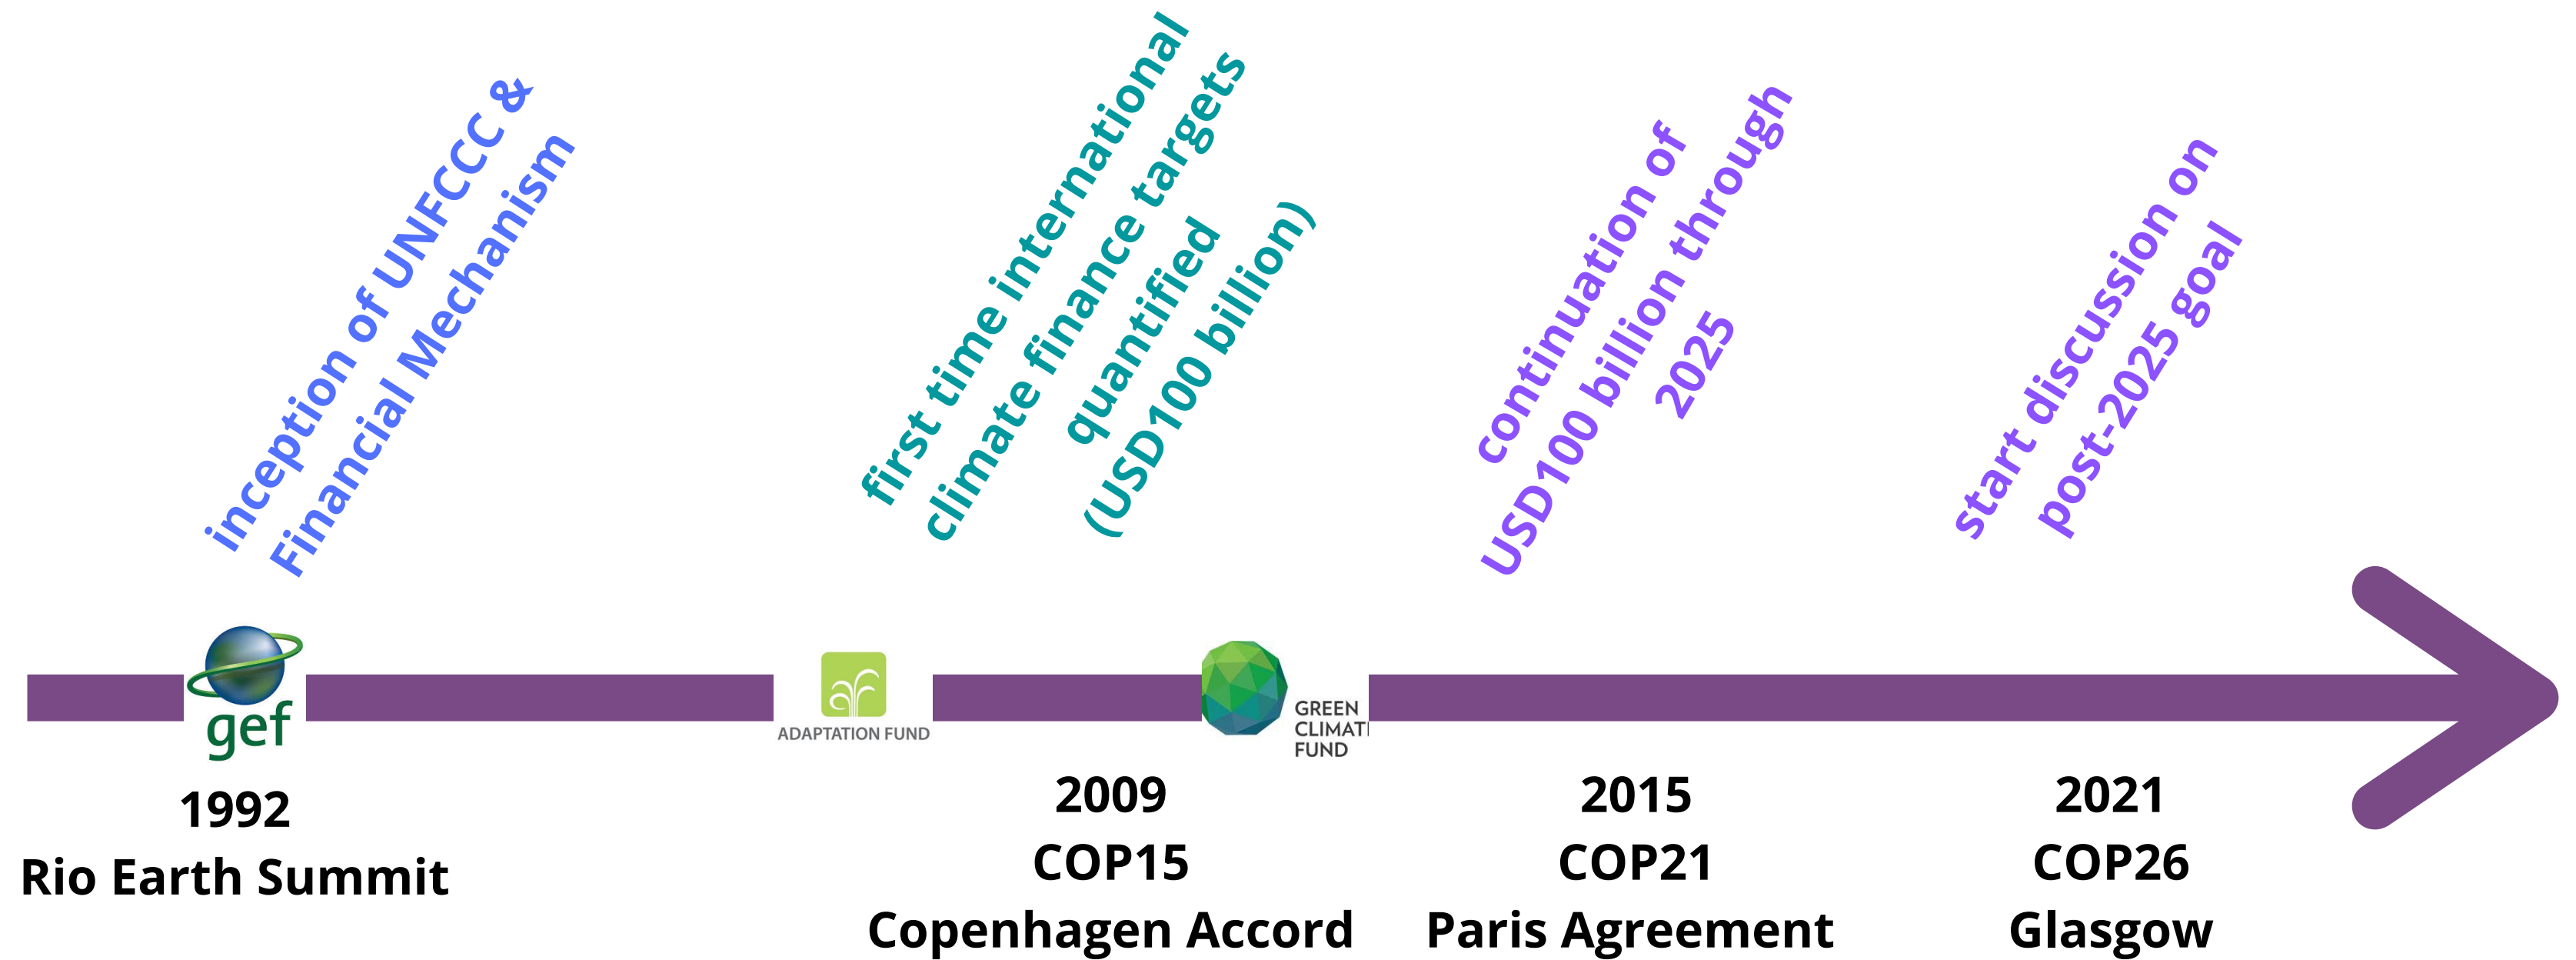 inception of UNFCCC &
Financial Mechanism
first time international
climate finance targets
quantified
(USD100 billion)
continuation of
USD100 billion through
2025
start discussion on
post-2025 goal
gef
ADAPTATION FUND
GREEN
CLIMAT
FUND
1992
Rio Earth Summit
2009
COP15
Copenhagen Accord
2015
COP21
Paris Agreement
2021
COP26
Glasgow